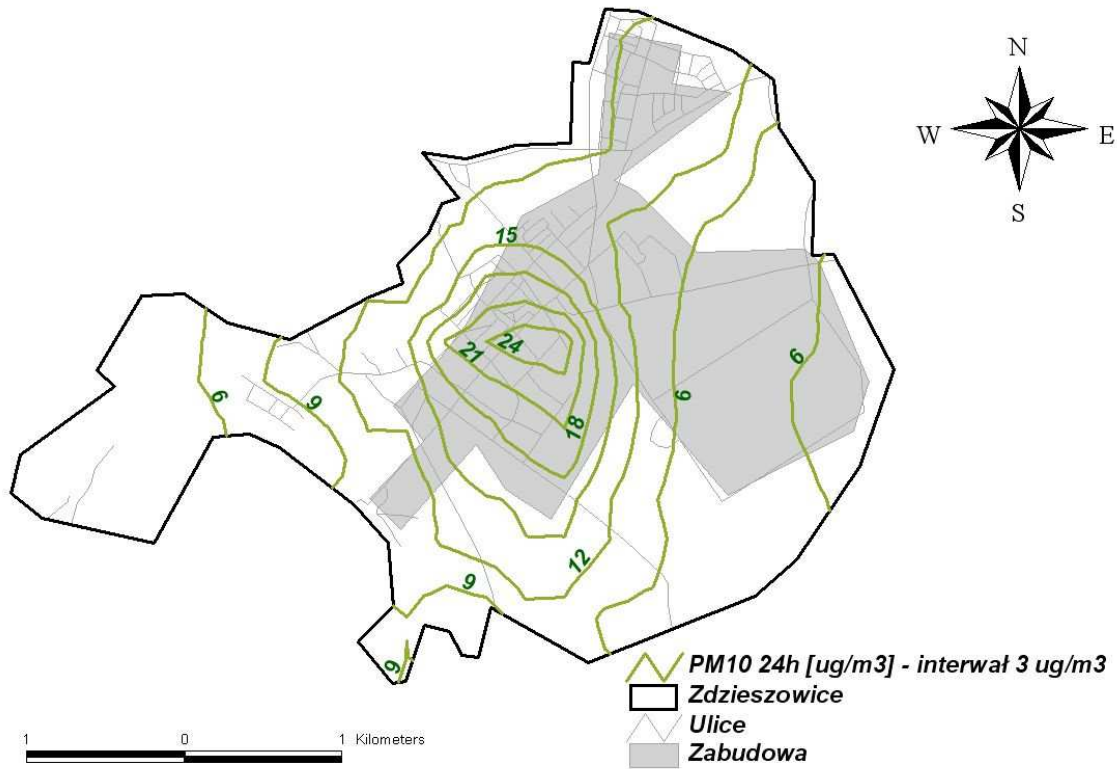 N
W E
S
15
24
21
6
9
6
9
18
12
9
6
PM10 24h [ug/m3] - interwał 3 ug/m3
Zdzieszowice
Ulice
Zabudowa
1 0 1 Kilometers